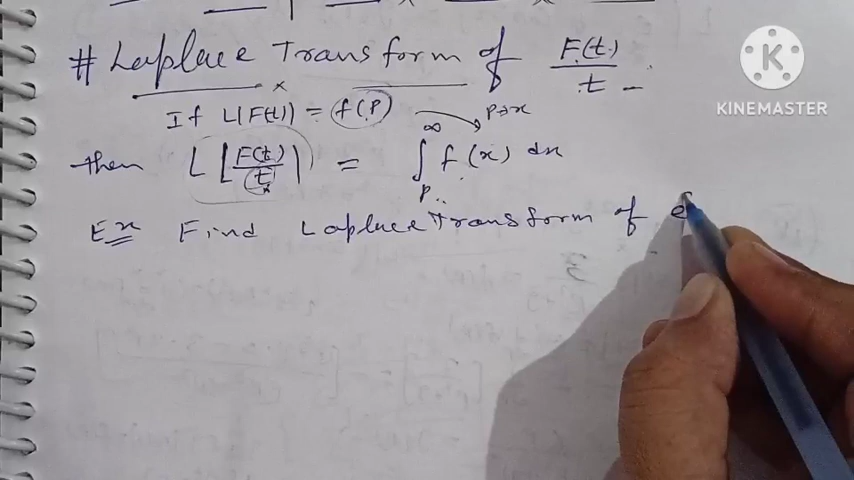 # Laplace Transform of F(t)/t
If L{F(t)} = f(p) p→x
then L{F(t)/t} = ∫p^∞ f(x) dx
Ex Find Laplace Transform of e
K
KINEMASTER